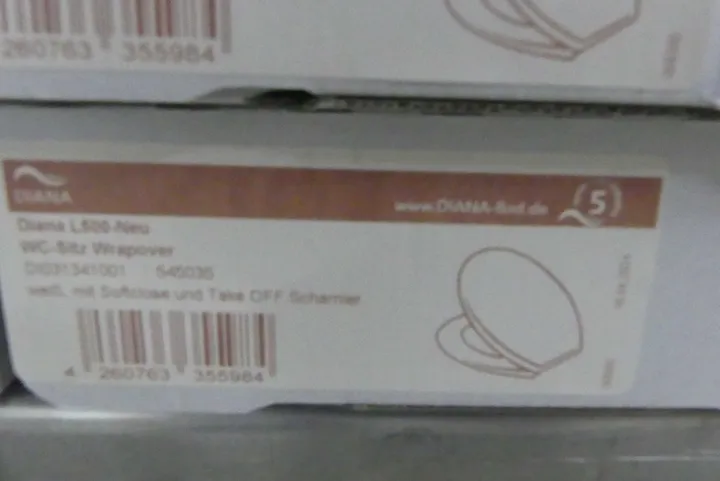 260763 355984
DIANA
www.DIANA-Bad.de
5
Diana L500-Neu
WC-Sitz Wrapover
DI031341001 545035
weiß, mit Softclose und Take OFF Scharnier
4 260763 355984